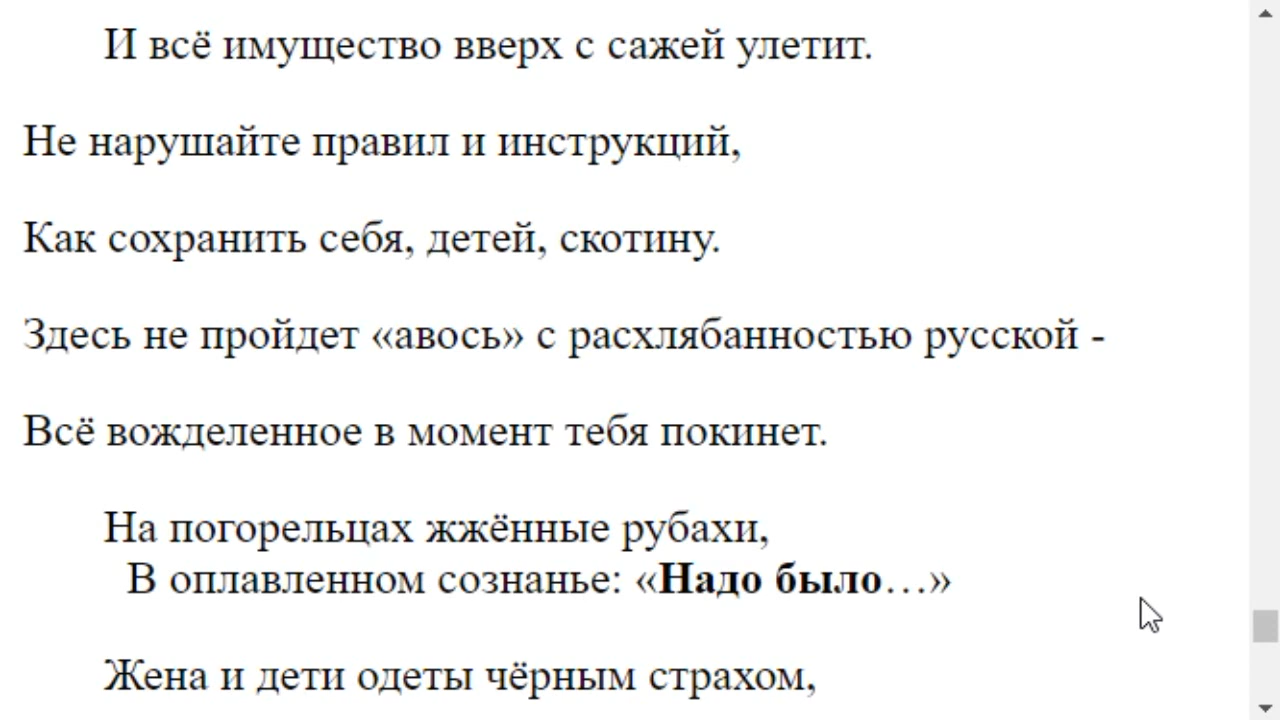 И всё имущество вверх с сажей улетит.
Не нарушайте правил и инструкций,
Как сохранить себя, детей, скотину.
Здесь не пройдет «авось» с расхлябанностью русской -
Всё вожделенное в момент тебя покинет.
На погорельцах жжённые рубахи,
В оплавленном сознанье: «Надо было…»
Жена и дети одеты чёрным страхом,